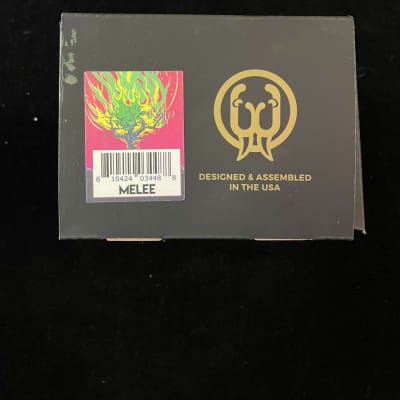 8 10424 03448 8
MELEE
DESIGNED & ASSEMBLED
IN THE USA